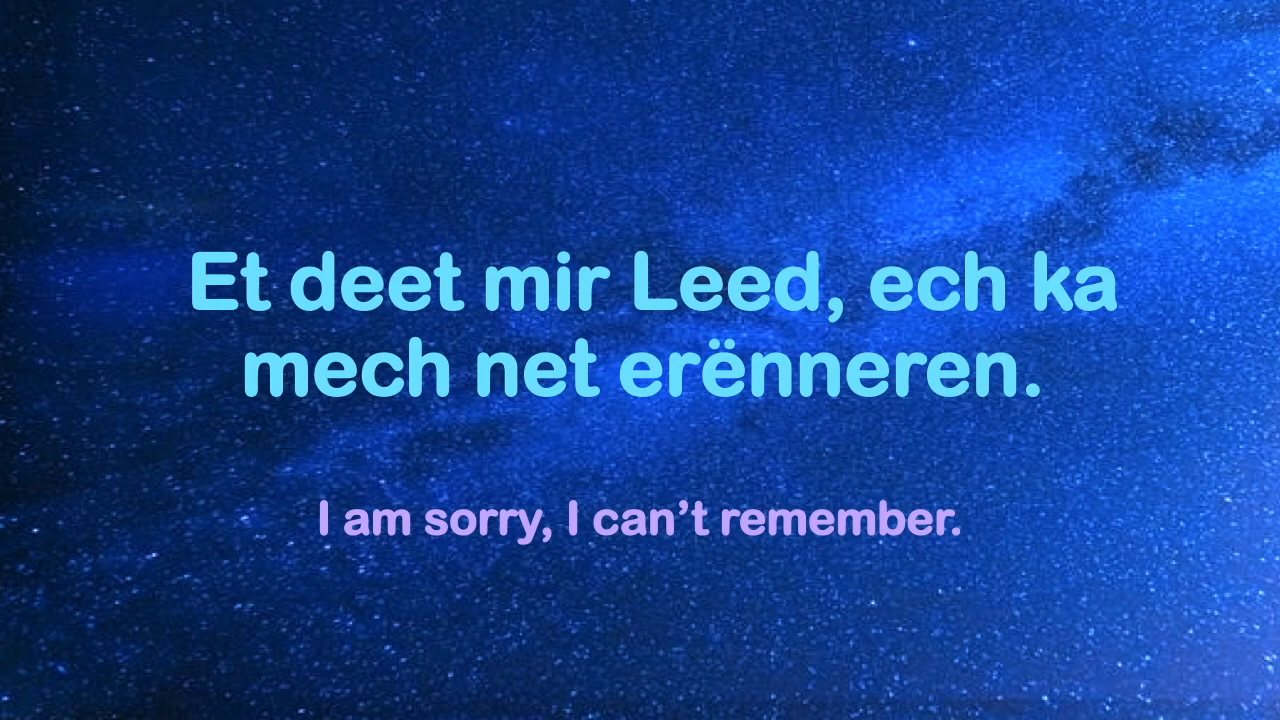 Et deet mir Leed, ech ka
mech net erënneren.
I am sorry, I can’t remember.